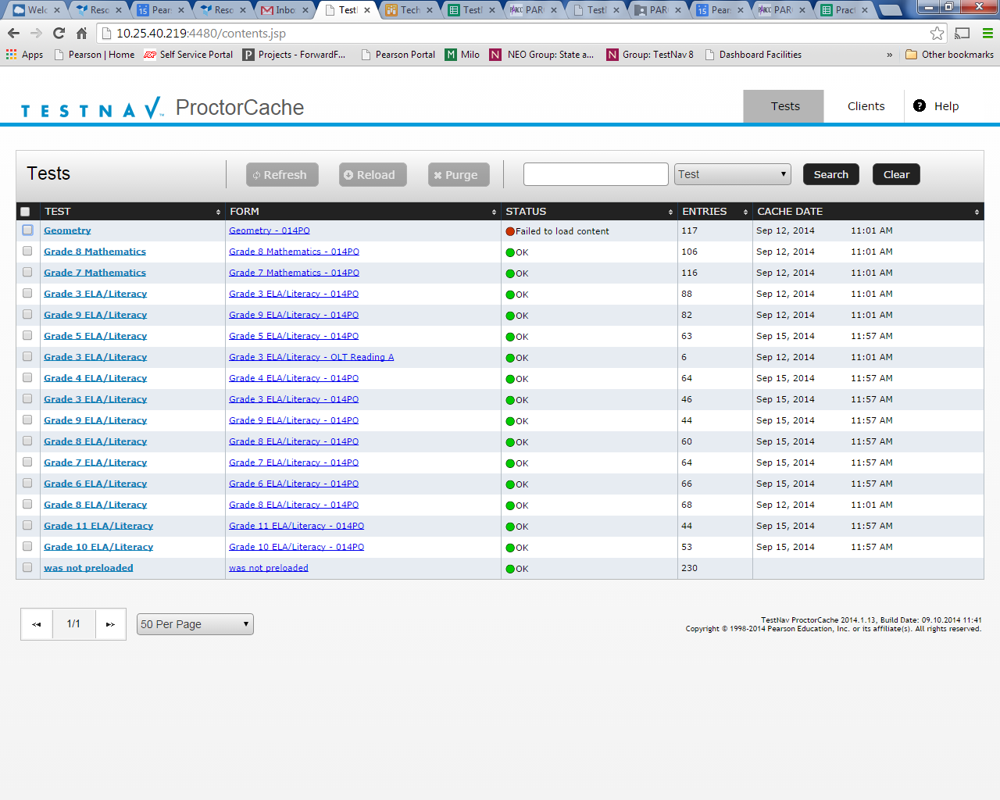 Welc Reso Pears Reso Inbo Test Tech TestN PAR Test PAR Pears PAR Pract
10.25.40.219:4480/contents.jsp
Apps Pearson | Home ADP Self Service Portal P Projects - ForwardF... Pearson Portal M Milo N NEO Group: State a... N Group: TestNav 8 Dashboard Facilities » Other bookmarks
TESTNAV™ ProctorCache Tests Clients ? Help
Tests Refresh Reload Purge Test Search Clear
TEST FORM STATUS ENTRIES CACHE DATE
Geometry Geometry - 014PO Failed to load content 117 Sep 12, 2014 11:01 AM
Grade 8 Mathematics Grade 8 Mathematics - 014PO OK 106 Sep 12, 2014 11:01 AM
Grade 7 Mathematics Grade 7 Mathematics - 014PO OK 116 Sep 12, 2014 11:01 AM
Grade 3 ELA/Literacy Grade 3 ELA/Literacy - 014PO OK 88 Sep 12, 2014 11:01 AM
Grade 9 ELA/Literacy Grade 9 ELA/Literacy - 014PO OK 82 Sep 12, 2014 11:01 AM
Grade 5 ELA/Literacy Grade 5 ELA/Literacy - 014PO OK 63 Sep 15, 2014 11:57 AM
Grade 3 ELA/Literacy Grade 3 ELA/Literacy - OLT Reading A OK 6 Sep 12, 2014 11:01 AM
Grade 4 ELA/Literacy Grade 4 ELA/Literacy - 014PO OK 64 Sep 15, 2014 11:57 AM
Grade 3 ELA/Literacy Grade 3 ELA/Literacy - 014PO OK 46 Sep 15, 2014 11:57 AM
Grade 9 ELA/Literacy Grade 9 ELA/Literacy - 014PO OK 44 Sep 15, 2014 11:57 AM
Grade 8 ELA/Literacy Grade 8 ELA/Literacy - 014PO OK 60 Sep 15, 2014 11:57 AM
Grade 7 ELA/Literacy Grade 7 ELA/Literacy - 014PO OK 64 Sep 15, 2014 11:57 AM
Grade 6 ELA/Literacy Grade 6 ELA/Literacy - 014PO OK 66 Sep 15, 2014 11:57 AM
Grade 8 ELA/Literacy Grade 8 ELA/Literacy - 014PO OK 68 Sep 12, 2014 11:01 AM
Grade 11 ELA/Literacy Grade 11 ELA/Literacy - 014PO OK 44 Sep 15, 2014 11:57 AM
Grade 10 ELA/Literacy Grade 10 ELA/Literacy - 014PO OK 53 Sep 15, 2014 11:57 AM
was not preloaded was not preloaded OK 230
1/1 50 Per Page
TestNav ProctorCache 2014.1.13, Build Date: 09.10.2014 11:41
Copyright © 1998-2014 Pearson Education, Inc. or its affiliate(s). All rights reserved.